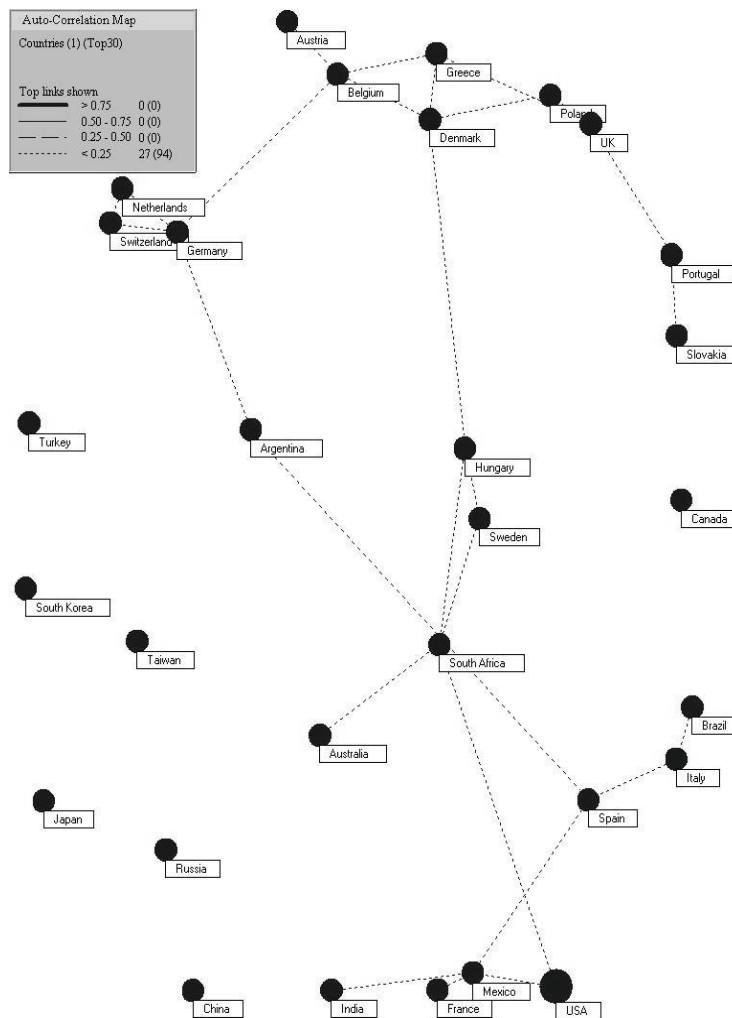 Auto-Correlation Map
Countries (1) (Top30)
Top links shown
> 0.75 0 (0)
0.50 - 0.75 0 (0)
0.25 - 0.50 0 (0)
< 0.25 27 (94)
Austria
Greece
Belgium
Poland
Denmark
UK
Netherlands
Switzerland
Germany
Portugal
Slovakia
Turkey
Argentina
Hungary
Canada
Sweden
South Korea
Taiwan
South Africa
Brazil
Australia
Italy
Japan
Spain
Russia
Mexico
China
India
France
USA